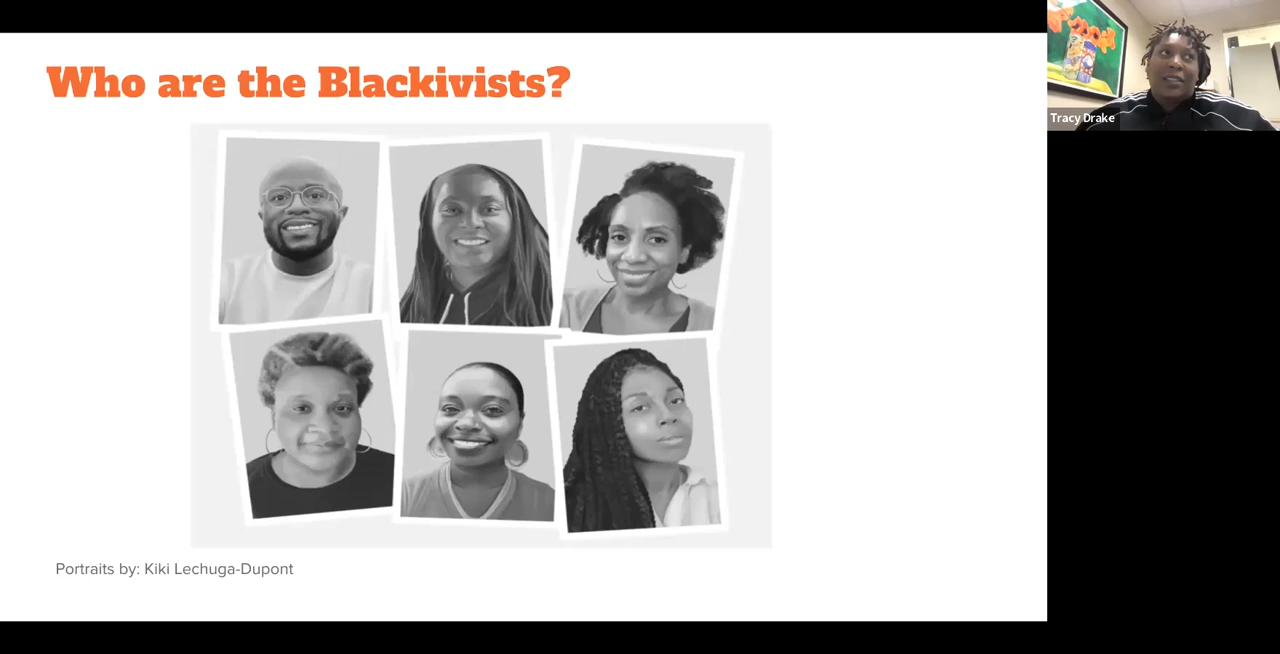 Who are the Blackivists?
Tracy Drake
Portraits by: Kiki Lechuga-Dupont